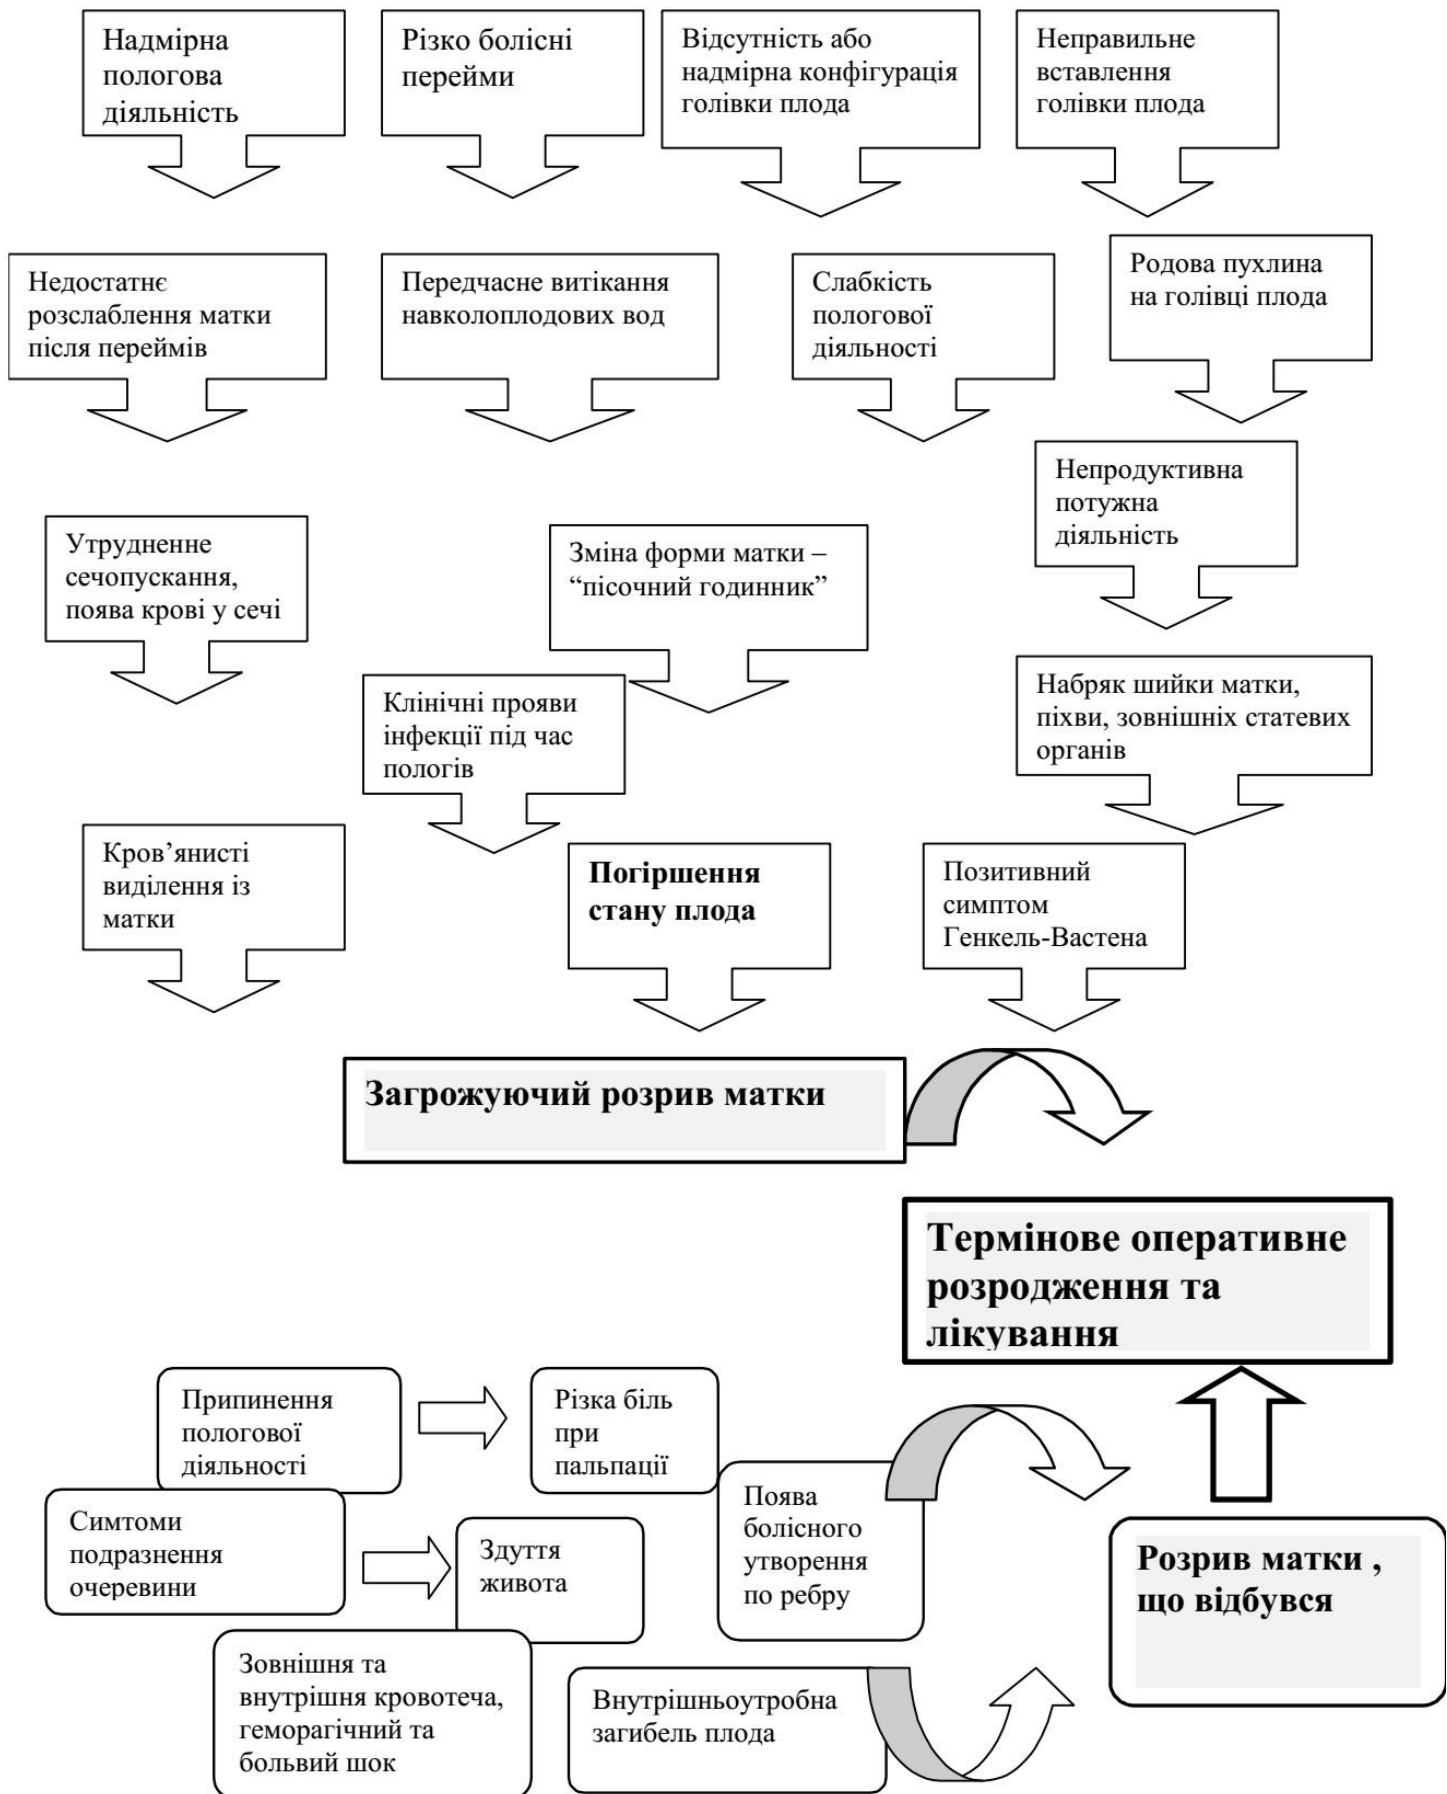 Надмірна
пологова
діяльність
Різко болісні
перейми
Відсутність або
надмірна конфігурація
голівки плода
Неправильне
вставлення
голівки плода
Недостатнє
розслаблення матки
після переймів
Передчасне витікання
навколоплодових вод
Слабкість
пологової
діяльності
Родова пухлина
на голівці плода
Непродуктивна
потужна
діяльність
Утрудненне
сечопускання,
поява крові у сечі
Зміна форми матки –
“пісочний годинник”
Клінічні прояви
інфекції під час
пологів
Набряк шийки матки,
піхви, зовнішніх статевих
органів
Кров’янисті
виділення із
матки
Погіршення
стану плода
Позитивний
симптом
Генкель-Вастена
Загрожуючий розрив матки
Термінове оперативне
розродження та
лікування
Припинення
пологової
діяльності
Різка біль
при
пальпації
Симтоми
подразнення
очеревини
Здуття
живота
Поява
болісного
утворення
по ребру
Розрив матки ,
що відбувся
Зовнішня та
внутрішня кровотеча,
геморагічний та
больвий шок
Внутрішньоутробна
загибель плода